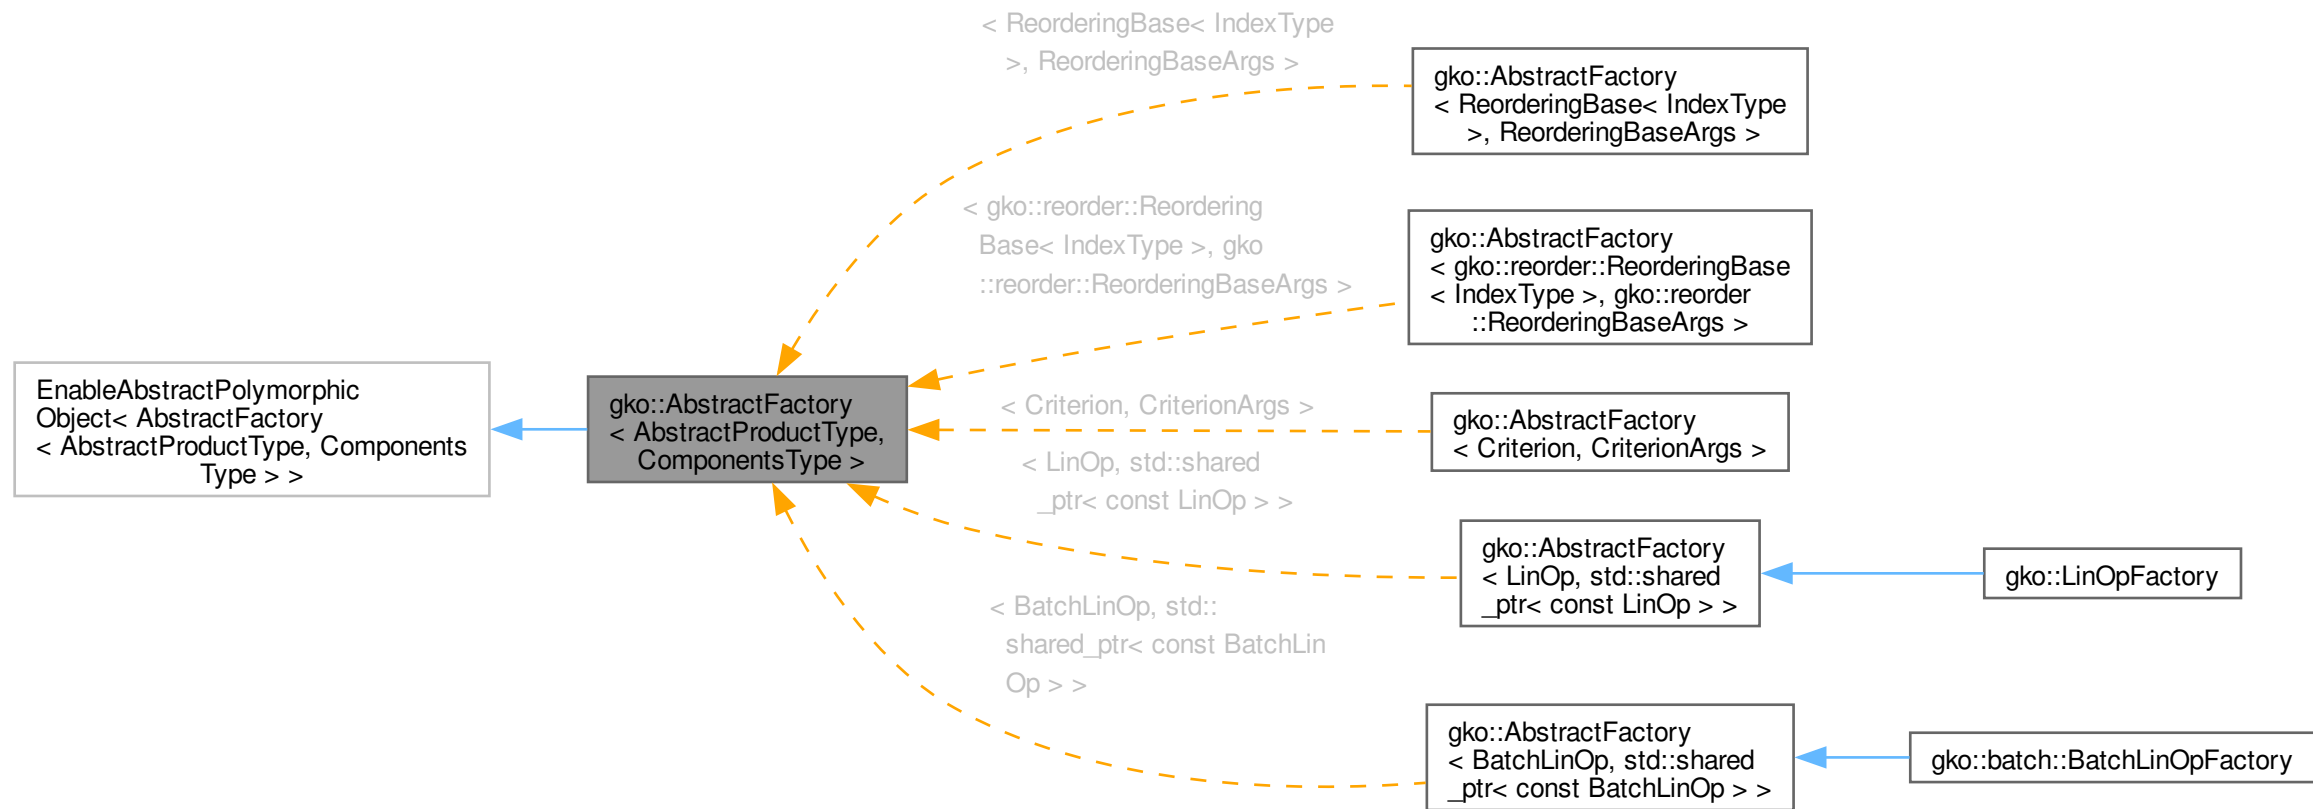 EnableAbstractPolymorphic
Object< AbstractFactory
< AbstractProductType, Components
Type > >
gko::AbstractFactory
< AbstractProductType,
ComponentsType >
< ReorderingBase< IndexType
>, ReorderingBaseArgs >
gko::AbstractFactory
< ReorderingBase< IndexType
>, ReorderingBaseArgs >
< gko::reorder::Reordering
Base< IndexType >, gko
::reorder::ReorderingBaseArgs >
gko::AbstractFactory
< gko::reorder::ReorderingBase
< IndexType >, gko::reorder
::ReorderingBaseArgs >
< Criterion, CriterionArgs >
gko::AbstractFactory
< Criterion, CriterionArgs >
< LinOp, std::shared
_ptr< const LinOp > >
gko::AbstractFactory
< LinOp, std::shared
_ptr< const LinOp > >
gko::LinOpFactory
< BatchLinOp, std::
shared_ptr< const BatchLin
Op > >
gko::AbstractFactory
< BatchLinOp, std::shared
_ptr< const BatchLinOp > >
gko::batch::BatchLinOpFactory